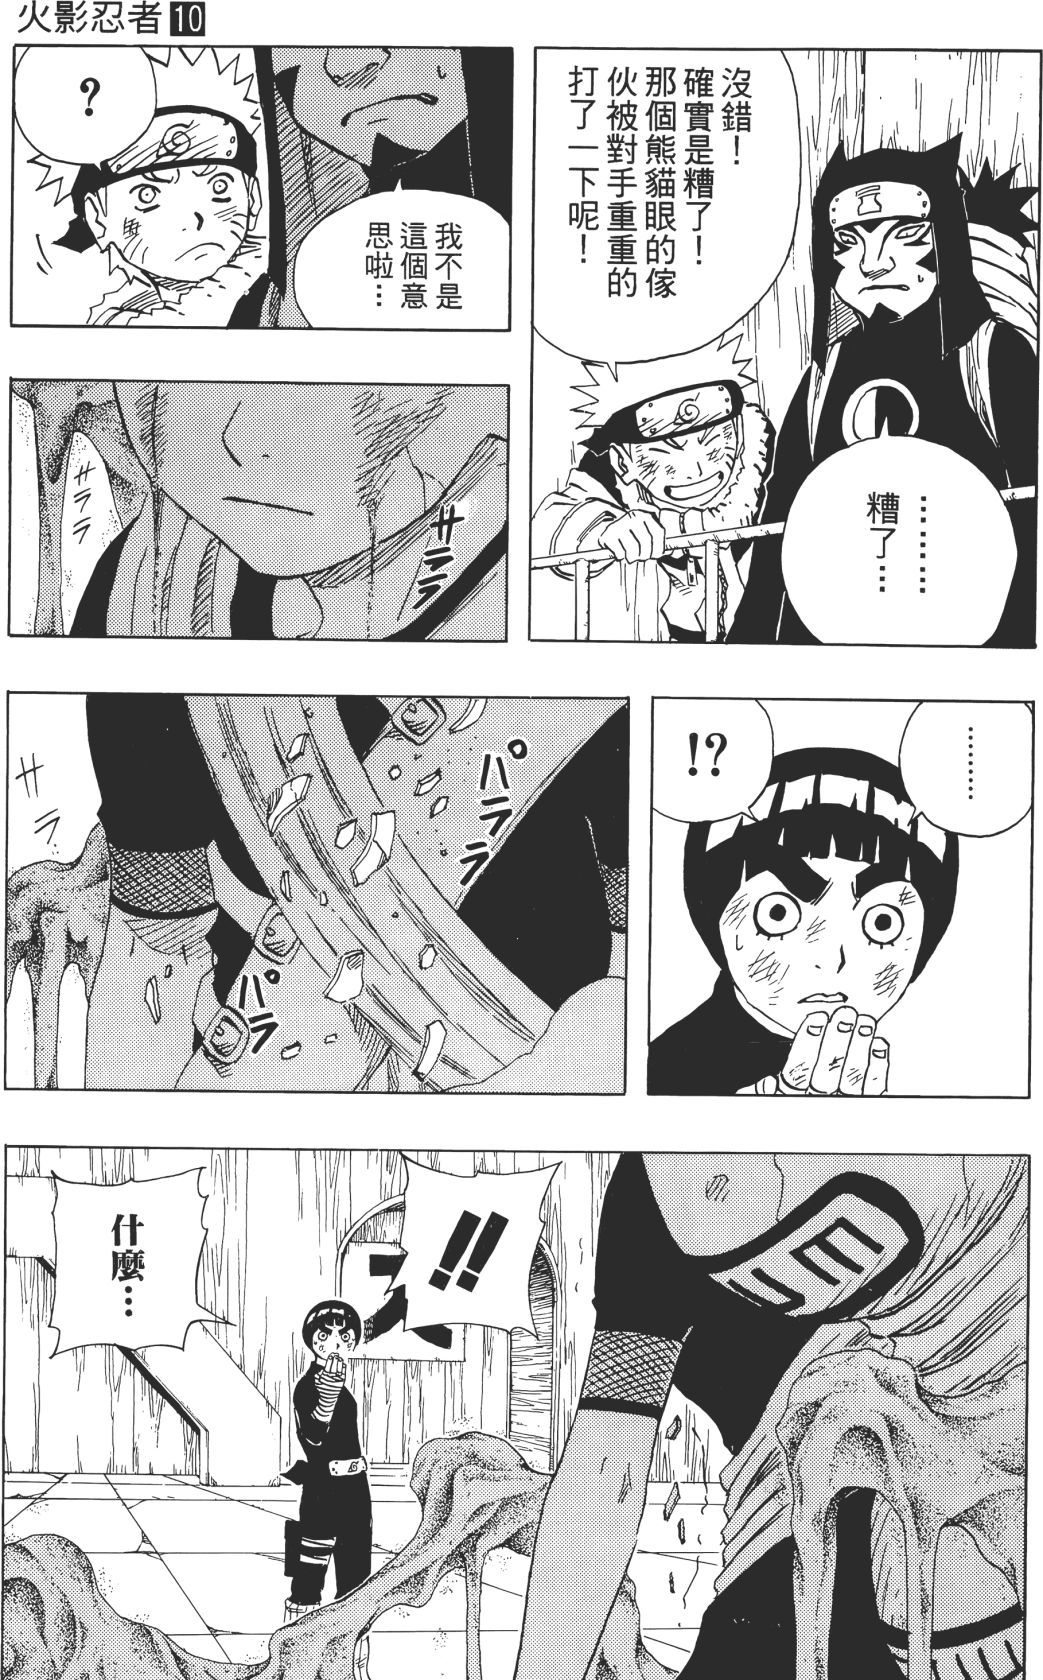 火影忍者 10
沒錯！
確實是糟了！
那個熊貓眼的傢
伙被對手重重的
打了一下呢！
………
糟了…
我不是
這個意
思啦…
？
サラララ
サララ
………
!?
パララ
パラ
サラ
!!
什麼…